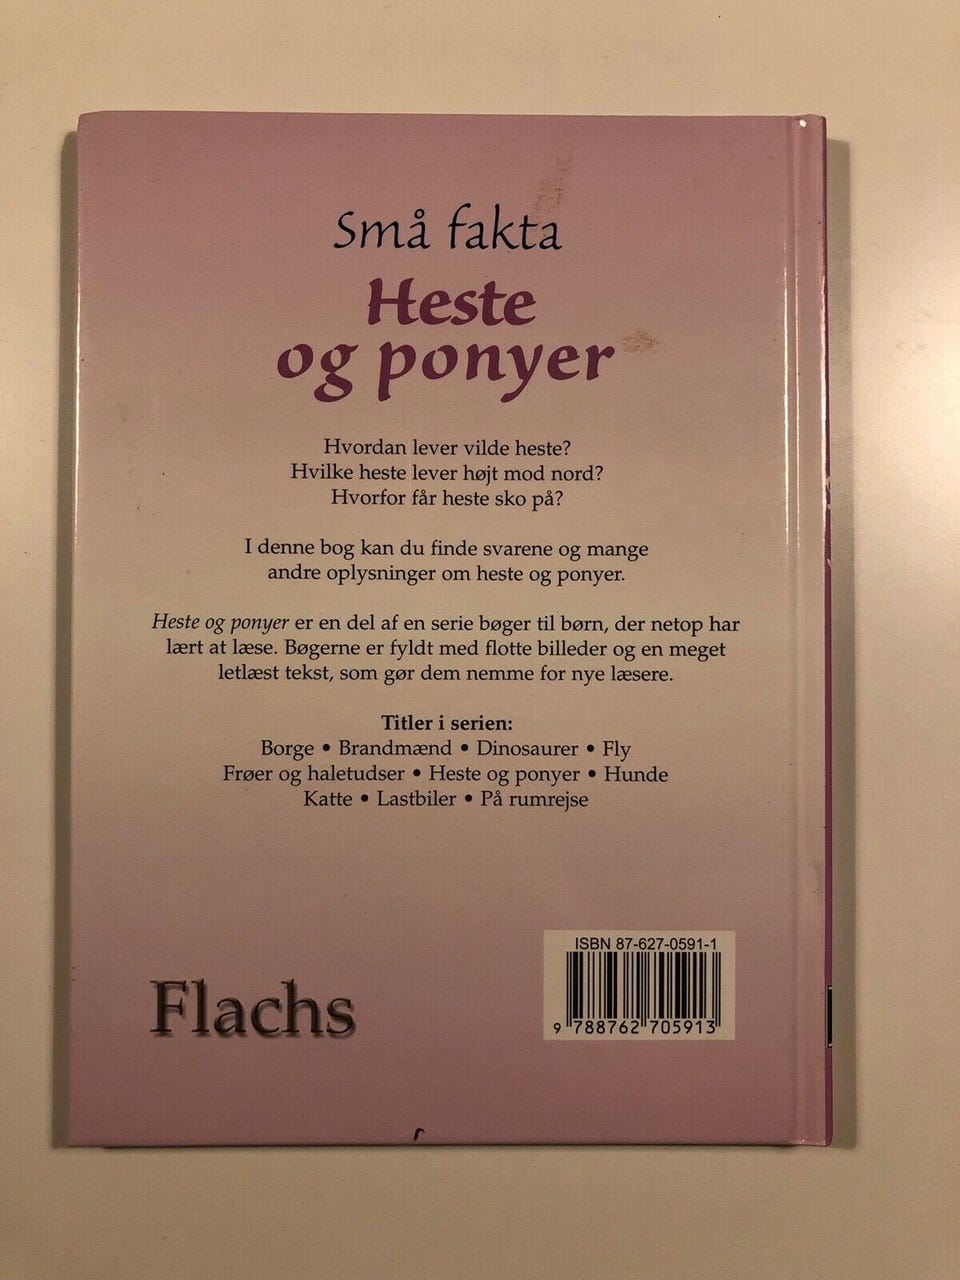 Små fakta
Heste
og ponyer
Hvordan lever vilde heste?
Hvilke heste lever højt mod nord?
Hvorfor får heste sko på?
I denne bog kan du finde svarene og mange
andre oplysninger om heste og ponyer.
Heste og ponyer er en del af en serie bøger til børn, der netop har
lært at læse. Bøgerne er fyldt med flotte billeder og en meget
letlæst tekst, som gør dem nemme for nye læsere.
Titler i serien:
Borge • Brandmænd • Dinosaurer • Fly
Frøer og haletudser • Heste og ponyer • Hunde
Katte • Lastbiler • På rumrejse
Flachs
ISBN 87-627-0591-1
9 788762 705913